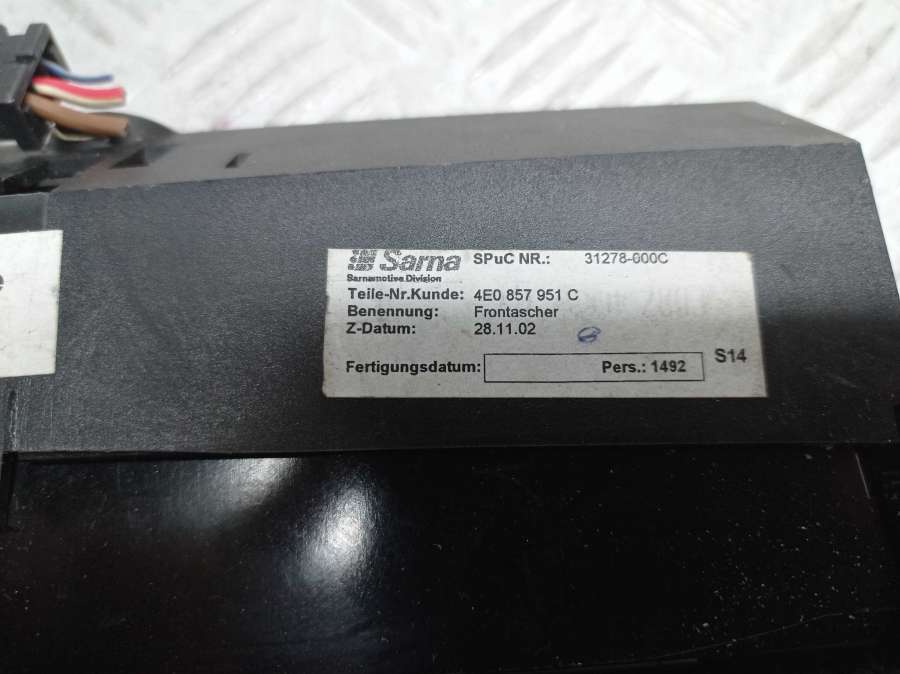 Sarna SPuC NR.: 31278-000C
Sarnamotive Division
Teile-Nr.Kunde: 4E0 857 951 C
Benennung: Frontascher
Z-Datum: 28.11.02
Fertigungsdatum: Pers.: 1492 S14
e